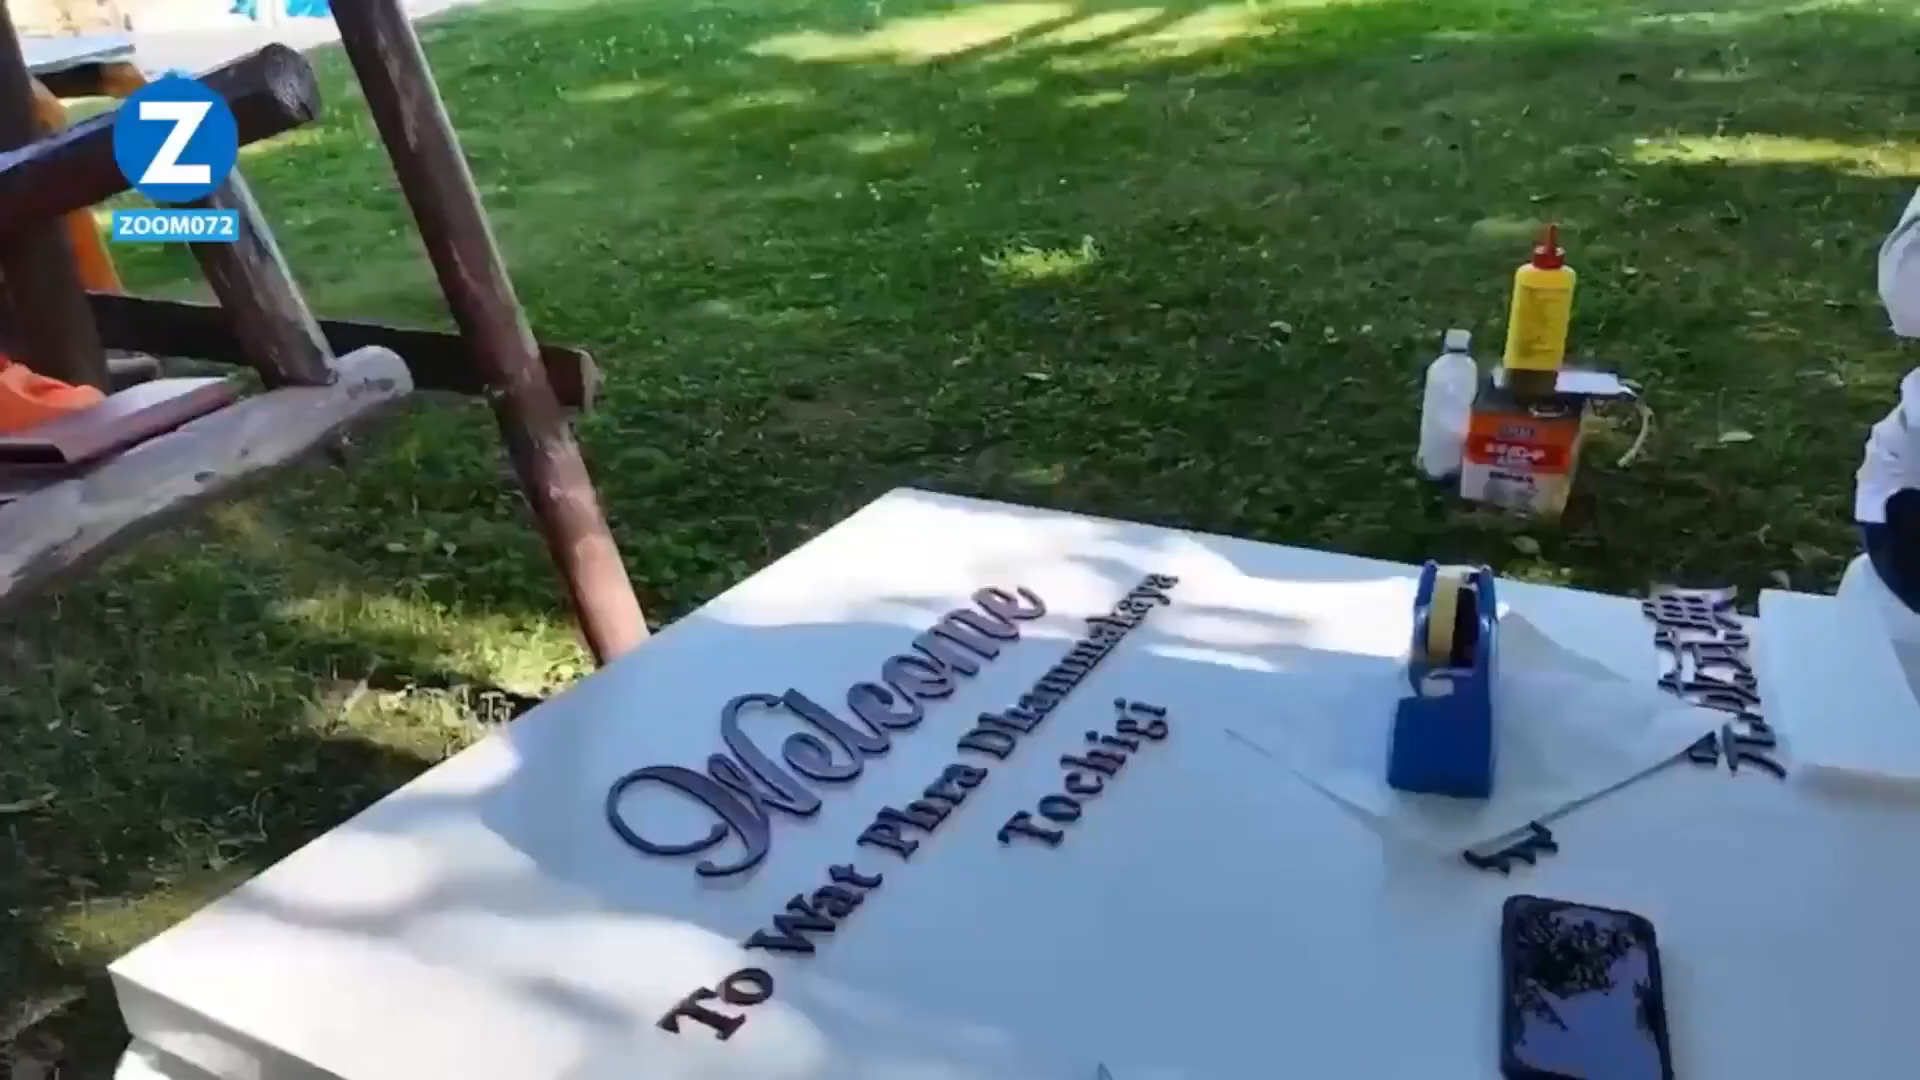 Z
ZOOM072
Welcome
To Wat Phra Dhammakaya
Tochigi